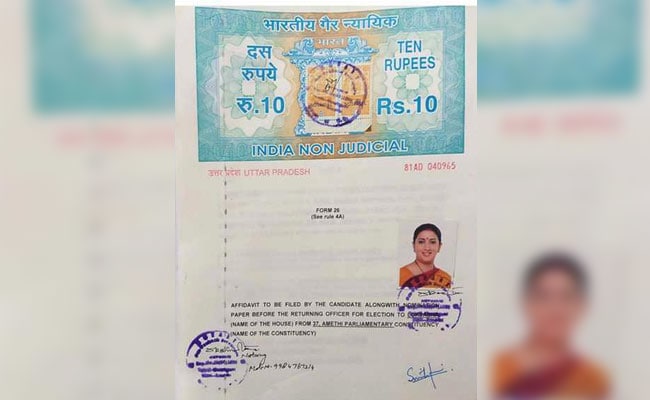 भारतीय गैर न्यायिक
भारत
दस
रुपये
रु.10
TEN
RUPEES
Rs.10
INDIA NON JUDICIAL
उत्तर प्रदेश UTTAR PRADESH
81AD 040965
FORM 26
(See rule 4A)
AFFIDAVIT TO BE FILED BY THE CANDIDATE ALONGWITH NOMINATION
PAPER BEFORE THE RETURNING OFFICER FOR ELECTION TO
(NAME OF THE HOUSE) FROM 37, AMETHI PARLIAMENTARY CONSTITUENCY
(NAME OF THE CONSTITUENCY)